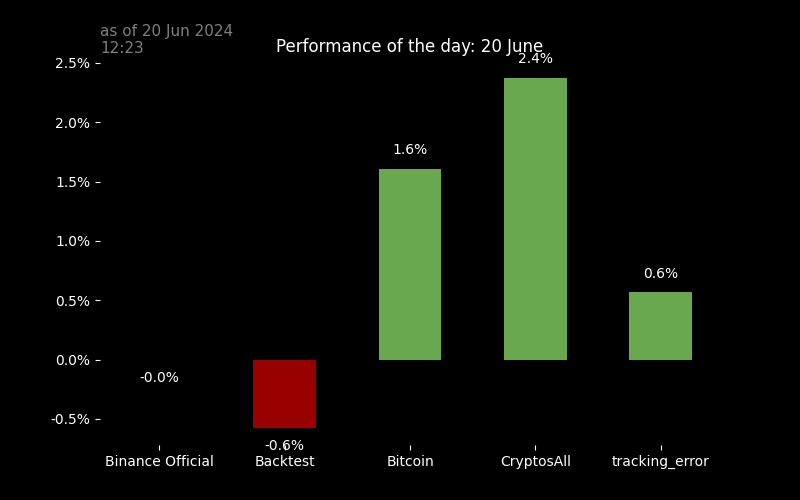 as of 20 Jun 2024
12:23
Performance of the day: 20 June
2.5%
2.0%
1.5%
1.0%
0.5%
0.0%
-0.5%
-0.0%
-0.6%
1.6%
2.4%
0.6%
Binance Official
Backtest
Bitcoin
CryptosAll
tracking_error